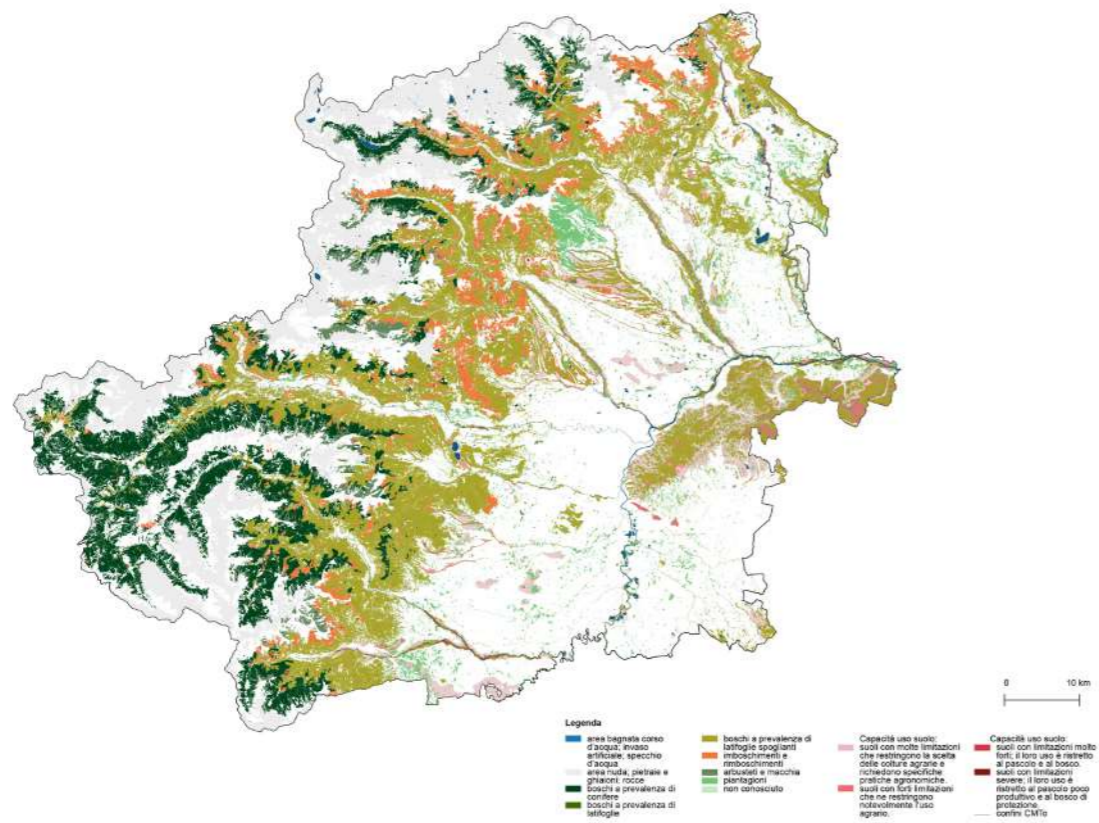 0 10 km
Legenda
area bagnata corso
d'acqua; invaso
artificiale; specchio
d'acqua
area nuda; pietraie e
ghiaioni; rocce
boschi a prevalenza di
conifere
boschi a prevalenza di
latifoglie
boschi a prevalenza di
latifoglie spoglianti
imboschimenti e
rimboschimenti
arbusteti e macchia
piantagioni
non conosciuto
Capacità uso suolo:
suoli con molte limitazioni
che restringono la scelta
delle colture agrarie e
richiedono specifiche
pratiche agronomiche.
suoli con forti limitazioni
che ne restringono
notevolmente l'uso
agrario.
Capacità uso suolo:
suoli con limitazioni molto
forti; il loro uso è ristretto
al pascolo e al bosco.
suoli con limitazioni
severe; il loro uso è
ristretto al pascolo poco
produttivo e al bosco di
protezione.
confini CMTo